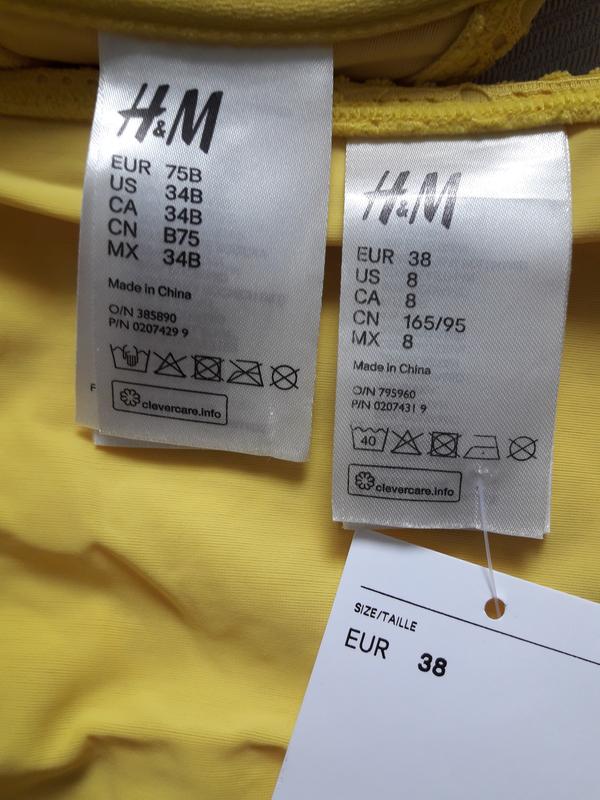 H&M
EUR 75B
US 34B
CA 34B
CN B75
MX 34B
Made in China
O/N 385890
P/N 0207429 9
clevercare.info
F
H&M
EUR 38
US 8
CA 8
CN 165/95
MX 8
Made in China
O/N 795960
P/N 0207431 9
40
clevercare.info
SIZE/TAILLE
EUR 38